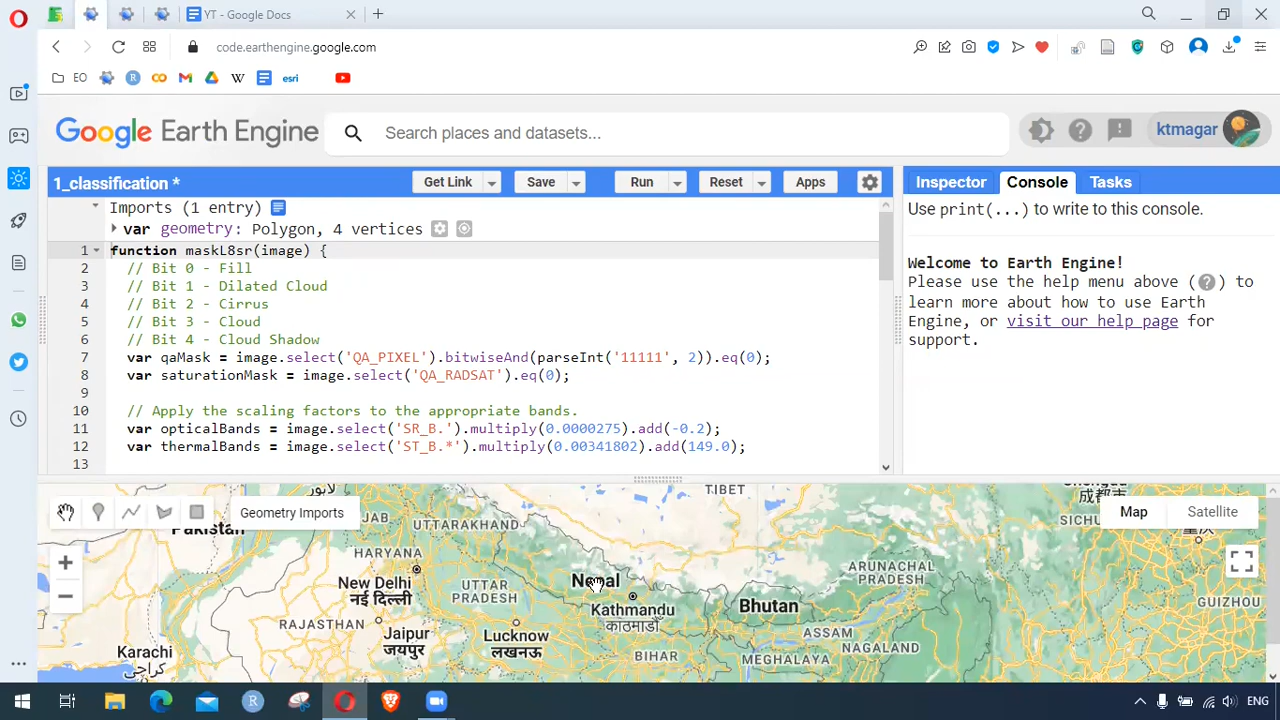 YT - Google Docs
code.earthengine.google.com
EO
esri
Google Earth Engine
Search places and datasets...
ktmagar
1_classification *
Get Link
Save
Run
Reset
Apps
Inspector
Console
Tasks
Imports (1 entry)
var geometry: Polygon, 4 vertices
1 function maskL8sr(image) {
2 // Bit 0 - Fill
3 // Bit 1 - Dilated Cloud
4 // Bit 2 - Cirrus
5 // Bit 3 - Cloud
6 // Bit 4 - Cloud Shadow
7 var qaMask = image.select('QA_PIXEL').bitwiseAnd(parseInt('11111', 2)).eq(0);
8 var saturationMask = image.select('QA_RADSAT').eq(0);
9
10 // Apply the scaling factors to the appropriate bands.
11 var opticalBands = image.select('SR_B.').multiply(0.0000275).add(-0.2);
12 var thermalBands = image.select('ST_B.*').multiply(0.00341802).add(149.0);
13
Use print(...) to write to this console.
Welcome to Earth Engine!
Please use the help menu above (?) to
learn more about how to use Earth
Engine, or visit our help page for
support.
Geometry Imports
Map
Satellite
TIBET
لاہور
成都市
SICHU
重庆
Pakistan
JAB
UTTARAKHAND
HARYANA
New Delhi
नई दिल्ली
UTTAR
PRADESH
Nepal
Kathmandu
काठमाडौं
ARUNACHAL
PRADESH
Bhutan
GUIZHOU
RAJASTHAN
Jaipur
जयपुर
Lucknow
लखनऊ
ASSAM
NAGALAND
Karachi
کراچی
BIHAR
MEGHALAYA
ENG